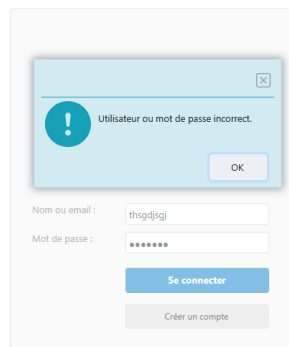 Utilisateur ou mot de passe incorrect.
OK
Nom ou email :
thsgdjsgj
Mot de passe :
Se connecter
Créer un compte